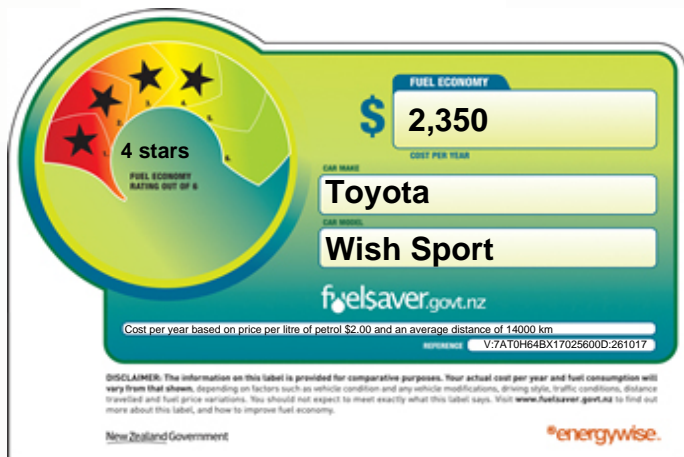 FUEL ECONOMY
$ 2,350
COST PER YEAR
1. 2. 3. 4. 5. 6.
4 stars
FUEL ECONOMY
RATING OUT OF 6
CAR MAKE
Toyota
CAR MODEL
Wish Sport
fuelsaver.govt.nz
Cost per year based on price per litre of petrol $2.00 and an average distance of 14000 km
REFERENCE V:7AT0H64BX17025600D:261017
DISCLAIMER: The information on this label is provided for comparative purposes. Your actual cost per year and fuel consumption will
vary from that shown, depending on factors such as vehicle condition and any vehicle modifications, driving style, traffic conditions, distance
travelled and fuel price variations. You should not expect to meet exactly what this label says. Visit www.fuelsaver.govt.nz to find out
more about this label, and how to improve fuel economy.
New Zealand Government
energywise.